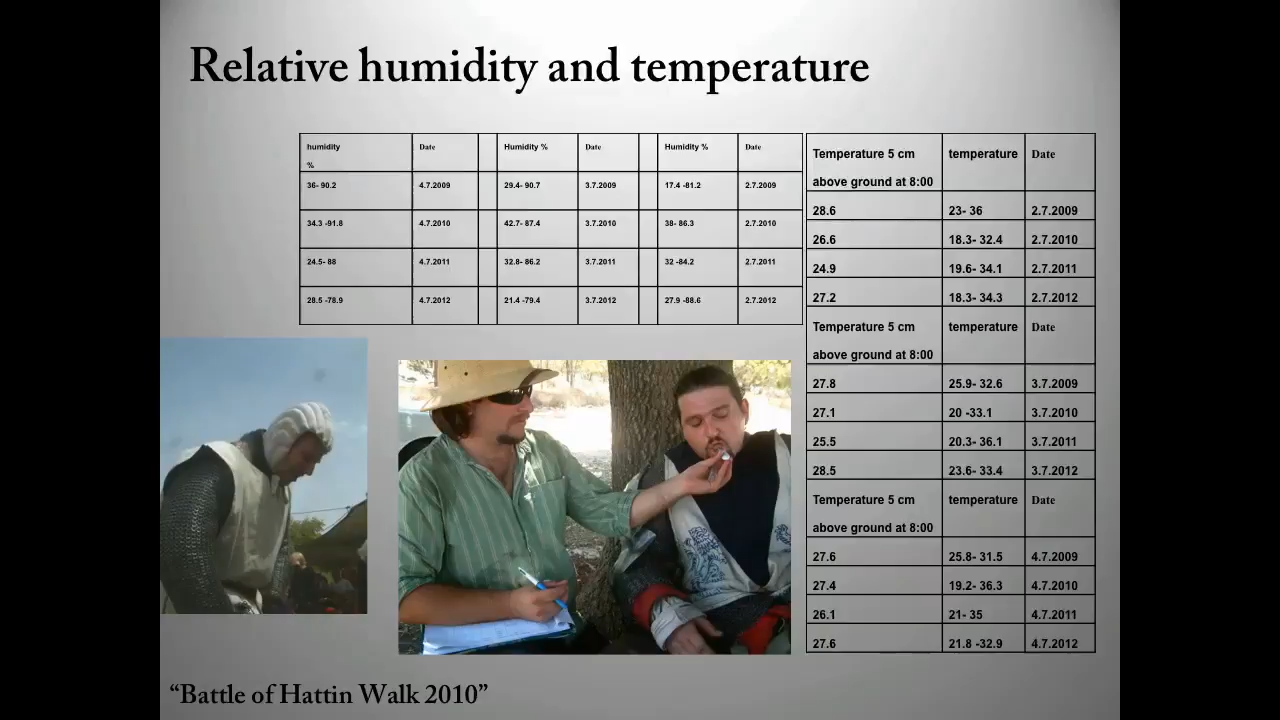 Relative humidity and temperature
humidity % Date Humidity % Date Humidity % Date
36- 90.2 4.7.2009 29.4- 90.7 3.7.2009 17.4 -81.2 2.7.2009
34.3 -91.8 4.7.2010 42.7- 87.4 3.7.2010 38- 86.3 2.7.2010
24.5- 88 4.7.2011 32.8- 86.2 3.7.2011 32 -84.2 2.7.2011
28.5 -78.9 4.7.2012 21.4 -79.4 3.7.2012 27.9 -88.6 2.7.2012
Temperature 5 cm above ground at 8:00 temperature Date
28.6 23- 36 2.7.2009
26.6 18.3- 32.4 2.7.2010
24.9 19.6- 34.1 2.7.2011
27.2 18.3- 34.3 2.7.2012
Temperature 5 cm above ground at 8:00 temperature Date
27.8 25.9- 32.6 3.7.2009
27.1 20 -33.1 3.7.2010
25.5 20.3- 36.1 3.7.2011
28.5 23.6- 33.4 3.7.2012
Temperature 5 cm above ground at 8:00 temperature Date
27.6 25.8- 31.5 4.7.2009
27.4 19.2- 36.3 4.7.2010
26.1 21- 35 4.7.2011
27.6 21.8 -32.9 4.7.2012
“Battle of Hattin Walk 2010”